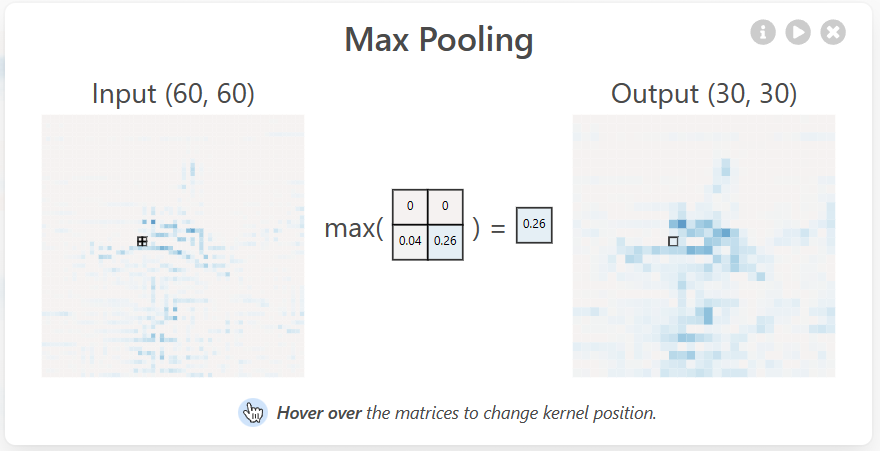 Max Pooling
Input (60, 60)
Output (30, 30)
max(
0 0
0.04 0.26
) = 0.26
Hover over the matrices to change kernel position.